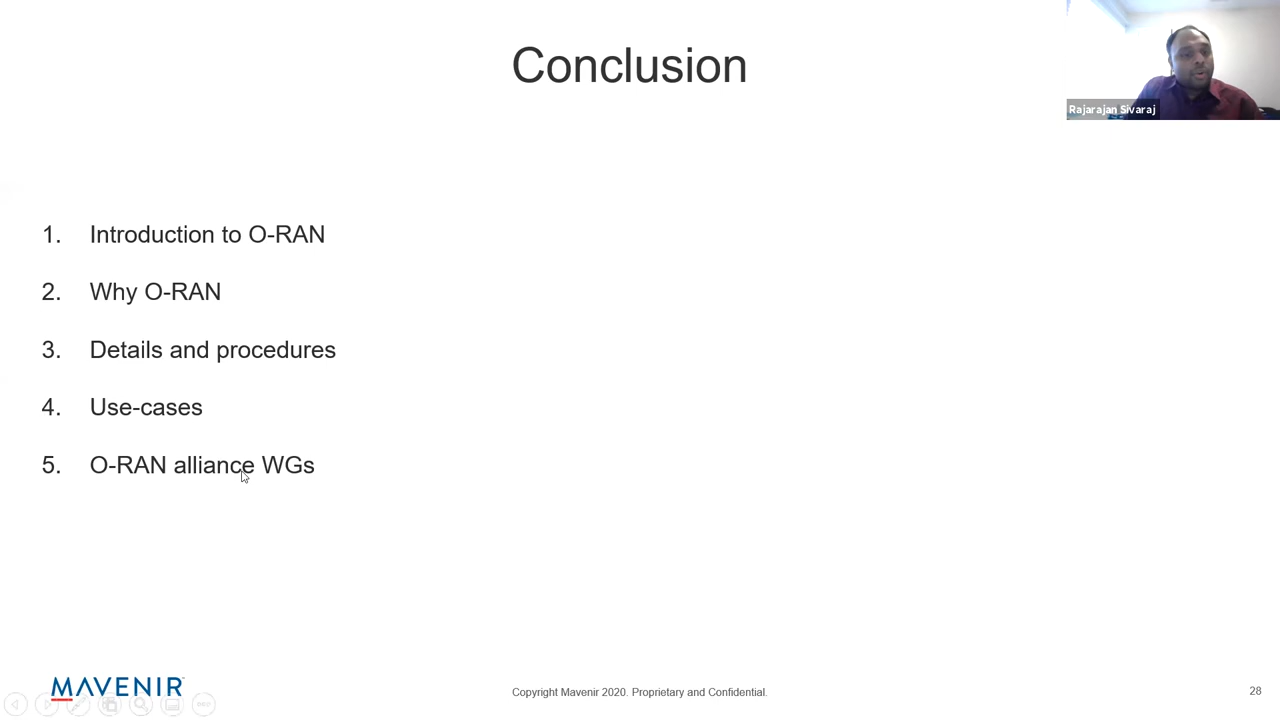 Conclusion
Rajarajan Sivaraj
1. Introduction to O-RAN
2. Why O-RAN
3. Details and procedures
4. Use-cases
5. O-RAN alliance WGs
MAVENIR
Copyright Mavenir 2020. Proprietary and Confidential.
28